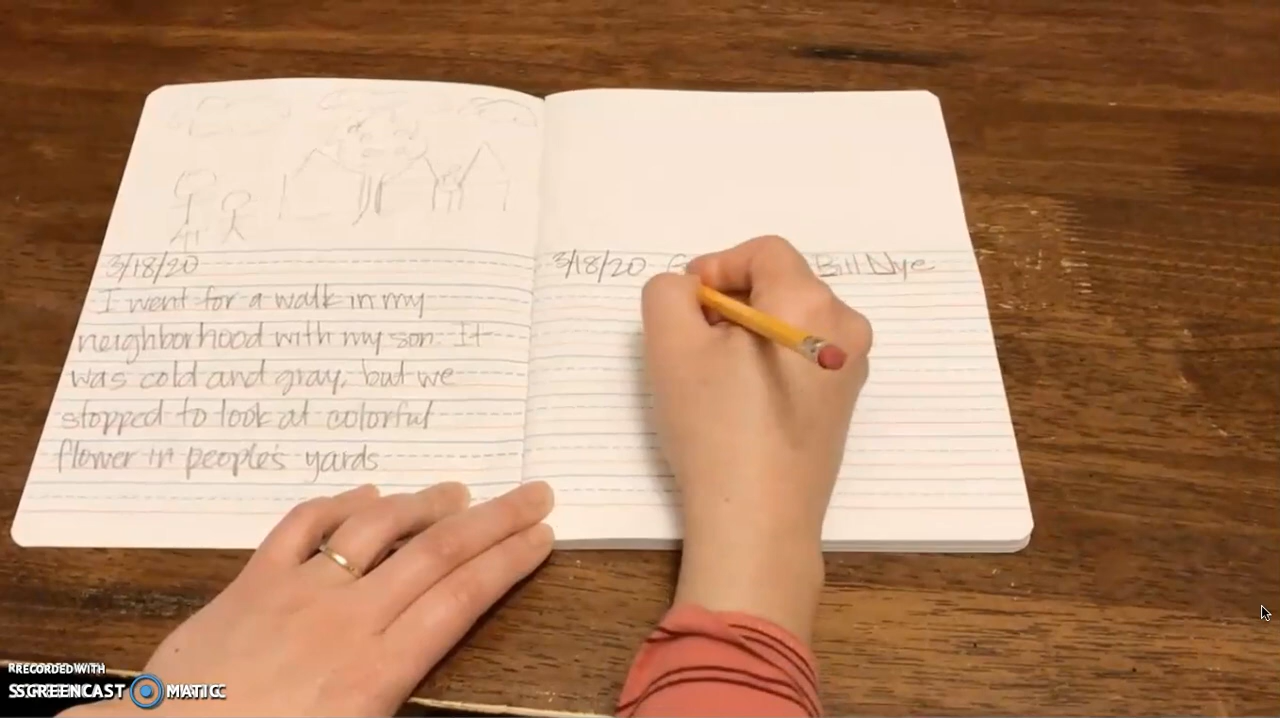 3/18/20
I went for a walk in my
neighborhood with my son. It
was cold and gray, but we
stopped to look at colorful
flower in people's yards
3/18/20 Bill Nye
RECORDED WITH
SCREENCAST MATIC